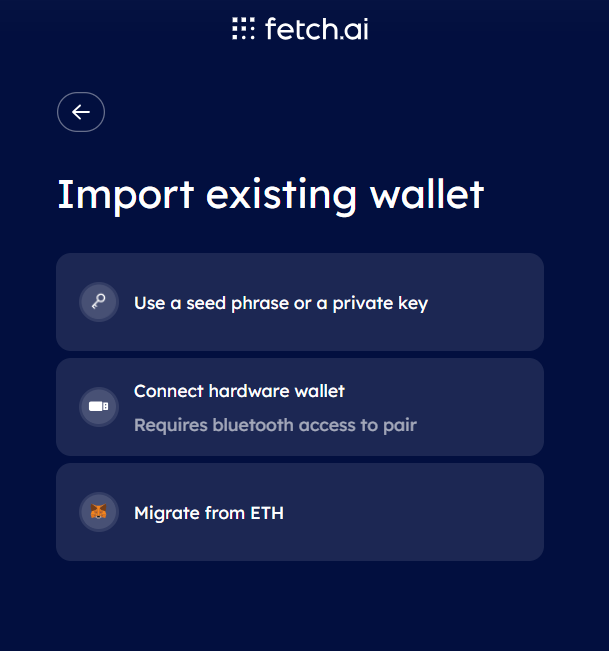 fetch.ai
Import existing wallet
Use a seed phrase or a private key
Connect hardware wallet
Requires bluetooth access to pair
Migrate from ETH